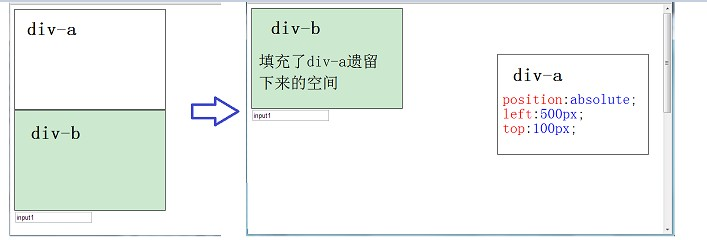 div-a
div-b
input1
div-b
填充了div-a遗留
下来的空间
input1
div-a
position:absolute;
left:500px;
top:100px;